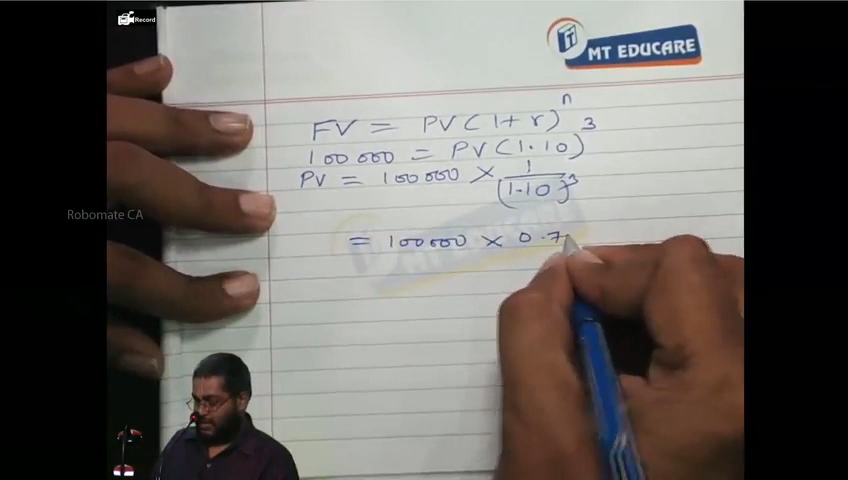 Record
MT EDUCARE
FV = PV(1+r)^n
100000 = PV(1.10)^3
PV = 100000 × 1/(1.10)^3
Robomate CA
= 100000 × 0.7